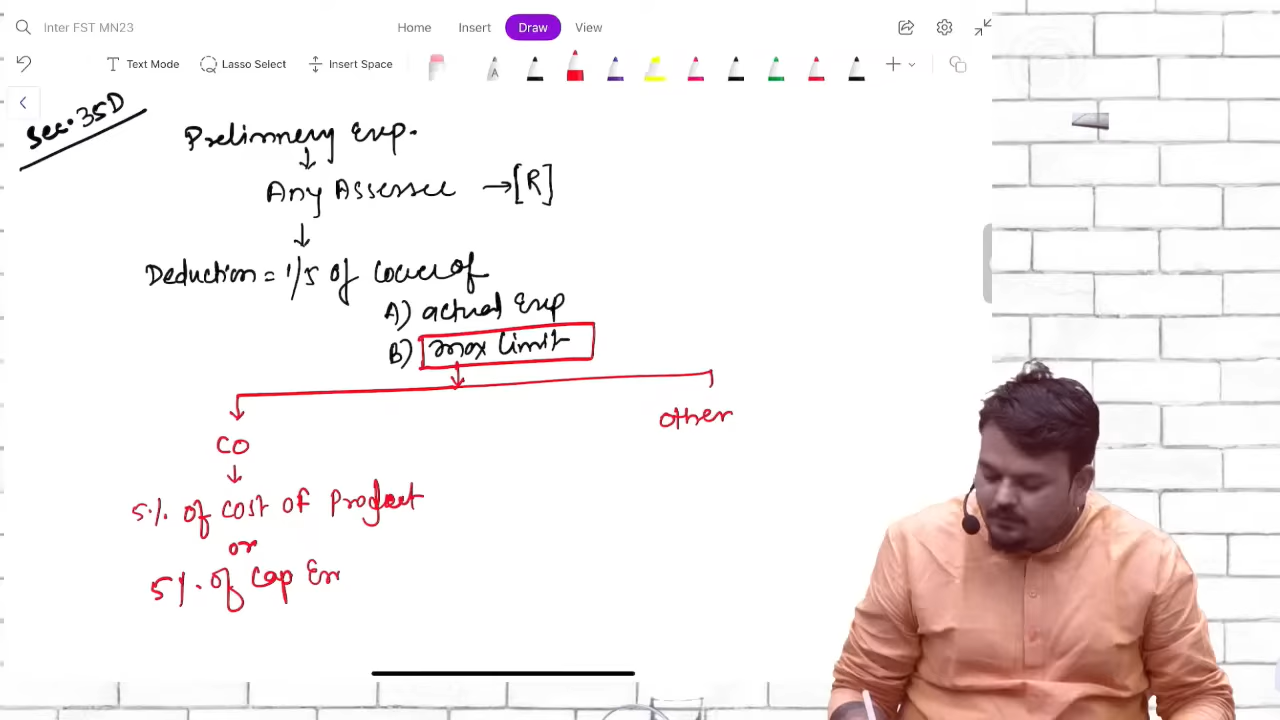 Inter FST MN23
Home Insert Draw View
Text Mode Lasso Select Insert Space
Sec. 35D
Preliminery Exp.
Any Assessee → [R]
Deduction = 1/5 of lower of
A) actual Exp
B) max limit
CO
other
5% of cost of Project
or
5% of Cap Em